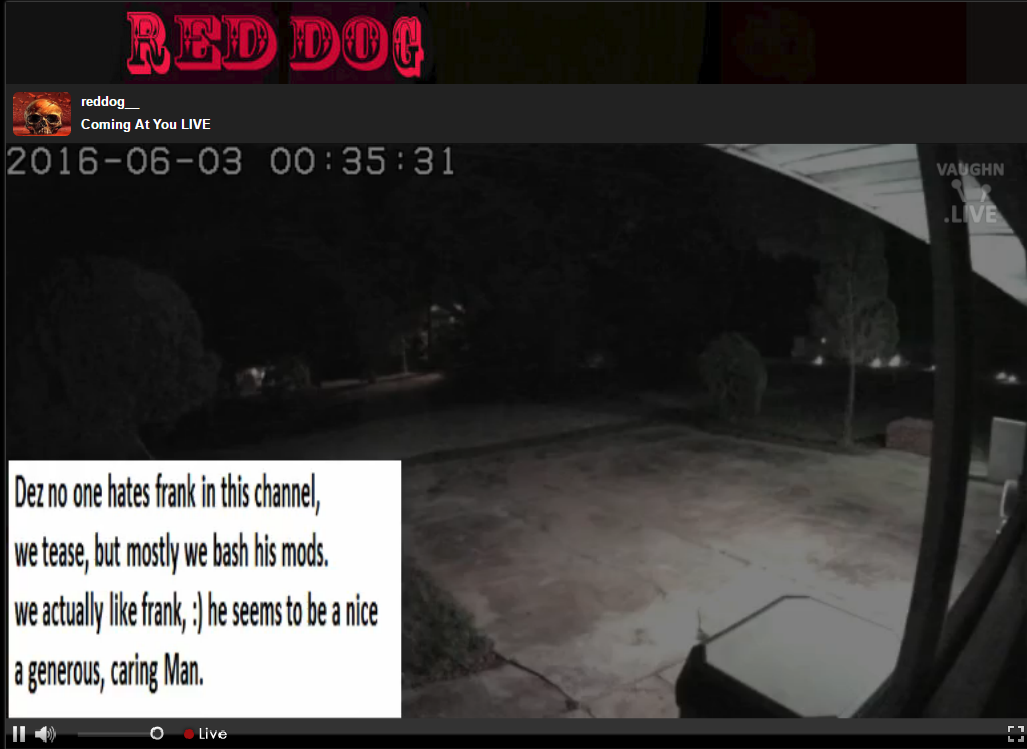 RED DOG
reddog__
Coming At You LIVE
2016-06-03 00:35:31
VAUGHN
.LIVE
Dez no one hates frank in this channel,
we tease, but mostly we bash his mods.
we actually like frank, :) he seems to be a nice
a generous, caring Man.
Live